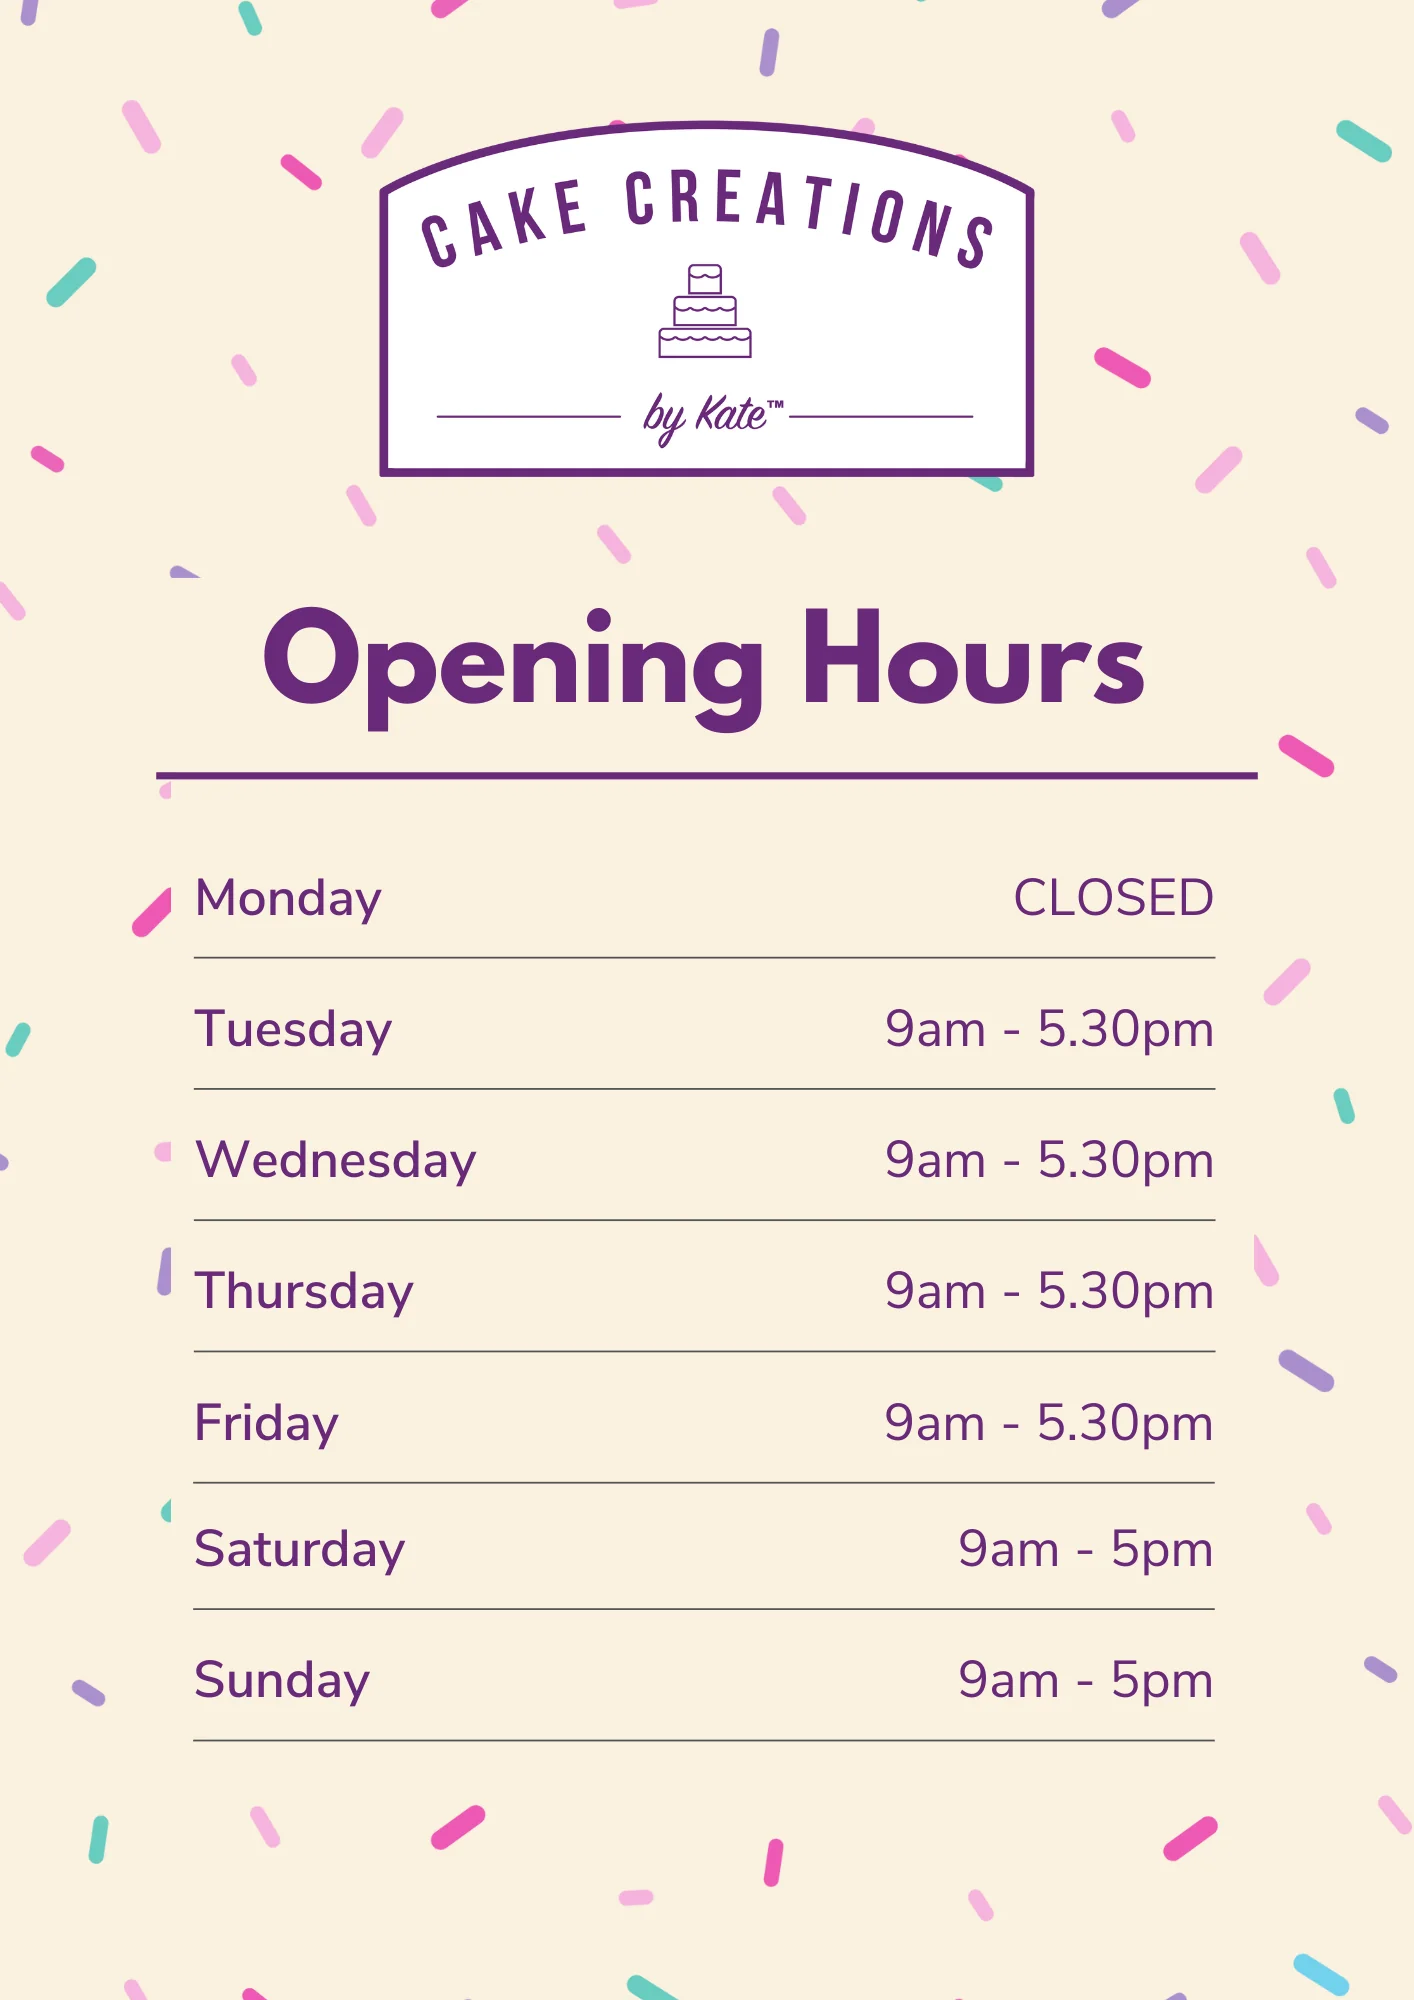 CAKE CREATIONS
by Kate™
Opening Hours
Monday CLOSED
Tuesday 9am - 5.30pm
Wednesday 9am - 5.30pm
Thursday 9am - 5.30pm
Friday 9am - 5.30pm
Saturday 9am - 5pm
Sunday 9am - 5pm